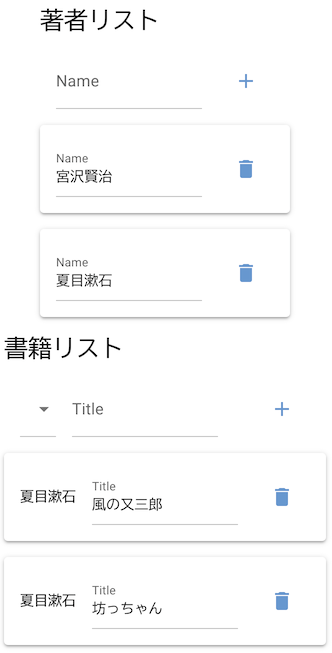 著者リスト
Name
Name
宮沢賢治
Name
夏目漱石
書籍リスト
Title
Title
夏目漱石 風の又三郎
Title
夏目漱石 坊っちゃん